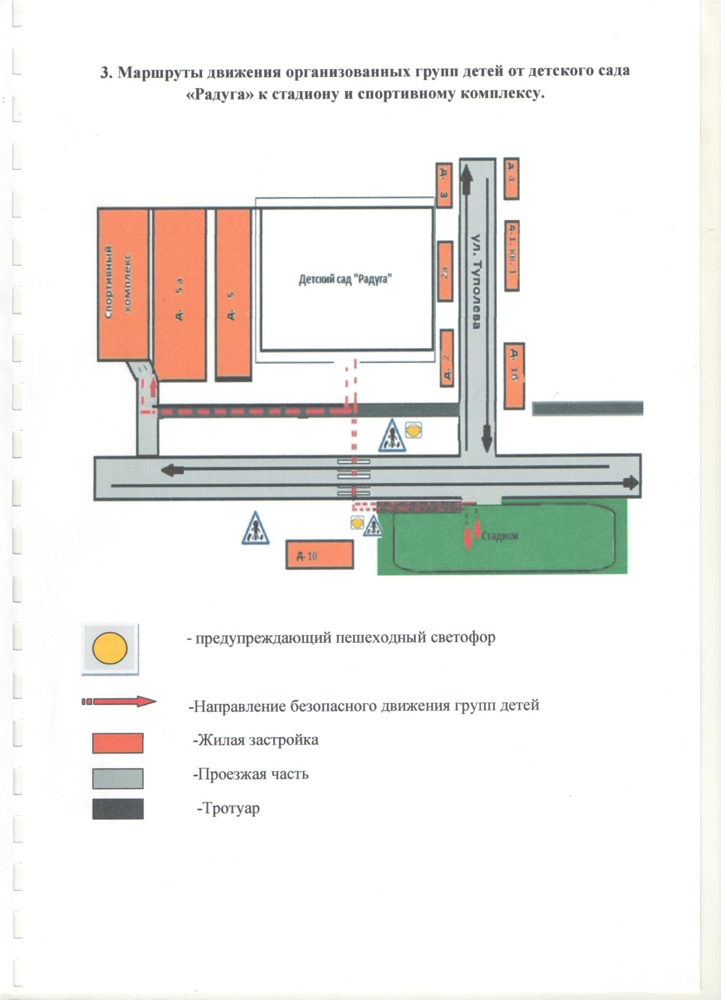 3. Маршруты движения организованных групп детей от детского сада
«Радуга» к стадиону и спортивному комплексу.
Д. 3
Д. 4
Спортивный
комплекс
Д. 5 а
Д. 5
Детский сад "Радуга"
2а
ул. Туполева
Д. 1. кв. 1
Д. 2
Д. 1б
Д. 10
Стадион
- предупреждающий пешеходный светофор
-Направление безопасного движения групп детей
-Жилая застройка
-Проезжая часть
-Тротуар